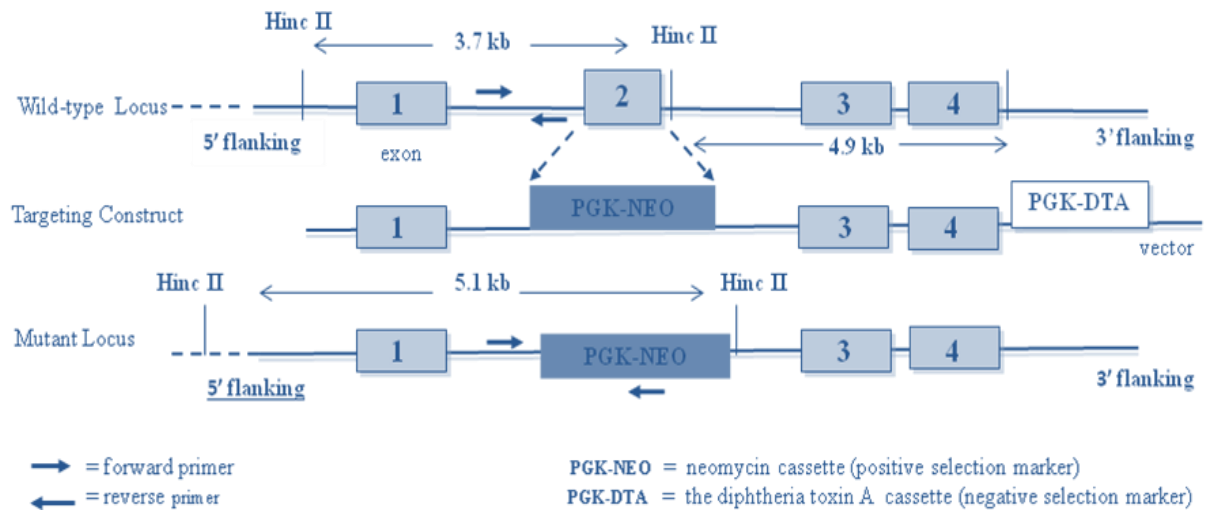 Hinc II
3.7 kb
Hinc II
Wild-type Locus
1
2
3
4
5' flanking
exon
4.9 kb
3' flanking
Targeting Construct
1
PGK-NEO
3
4
PGK-DTA
vector
Hinc II
5.1 kb
Hinc II
Mutant Locus
1
PGK-NEO
3
4
5' flanking
3' flanking
= forward primer
= reverse primer
PGK-NEO = neomycin cassette (positive selection marker)
PGK-DTA = the diphtheria toxin A cassette (negative selection marker)